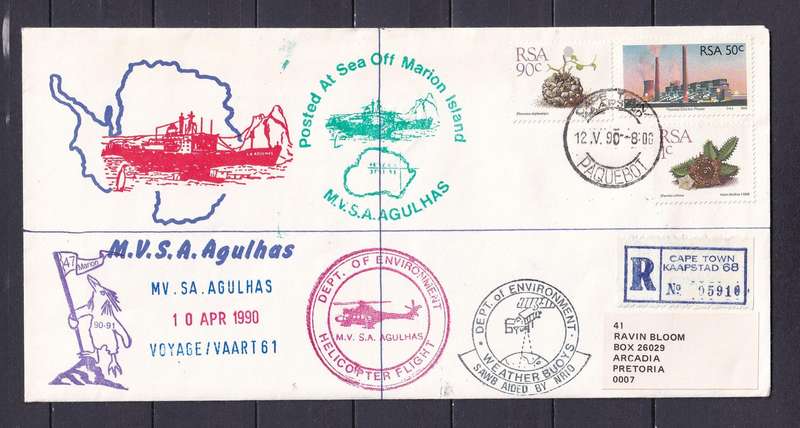 Posted At Sea Off Marion Island
M.V.S.A. AGULHAS
S.A. AGULHAS
RSA
90c
RSA 50c
RSA
1c
12.V.90-8:00
PAQUEBOT
M.V.S.A. Agulhas
47
Marion
90-91
MV.SA.AGULHAS
10 APR 1990
VOYAGE/VAART 61
DEPT. OF ENVIRONMENT
M.V. S.A. AGULHAS
HELICOPTER FLIGHT
DEPT. OF ENVIRONMENT
WEATHER BUOYS
SAWB AIDED BY NRIO
R
CAPE TOWN
KAAPSTAD 68
No 05910
41
RAVIN BLOOM
BOX 26029
ARCADIA
PRETORIA
0007